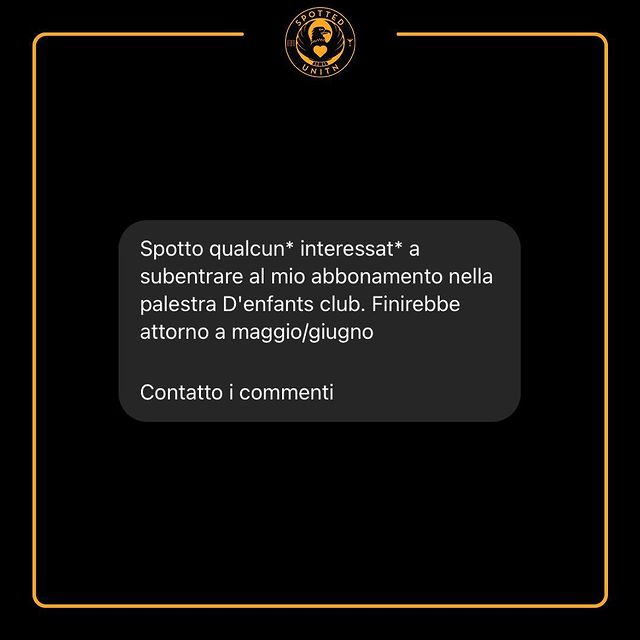 SPOTTED
UNITN
Spotto qualcun* interessat* a
subentrare al mio abbonamento nella
palestra D'enfants club. Finirebbe
attorno a maggio/giugno
Contatto i commenti